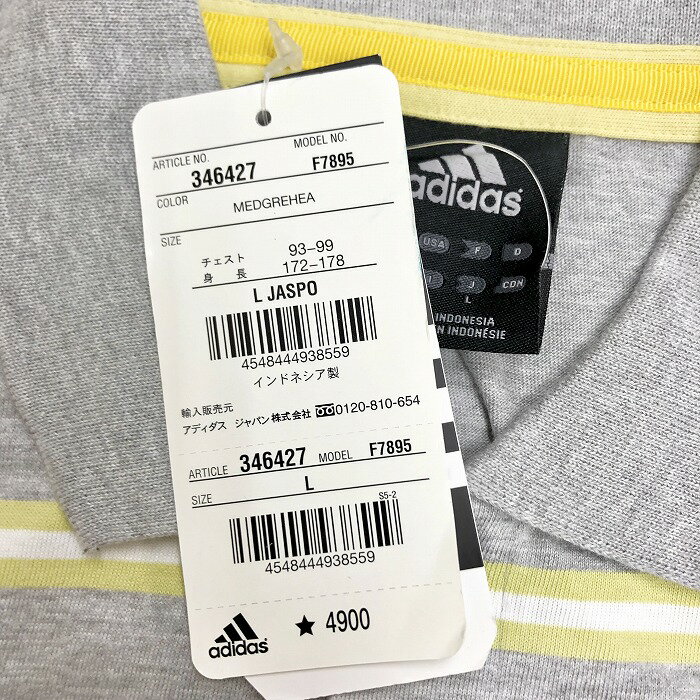 ARTICLE NO. MODEL NO.
346427 F7895
COLOR
MEDGREHEA
SIZE
チェスト 93-99
身 長 172-178
L JASPO
4548444938559
インドネシア製
輸入販売元
アディダス ジャパン株式会社 0120-810-654
ARTICLE 346427 MODEL F7895
SIZE L
S5-2
4548444938559
adidas ★ 4900
adidas
USA F D
J CDN
L
INDONESIA
EN INDONÉSIE